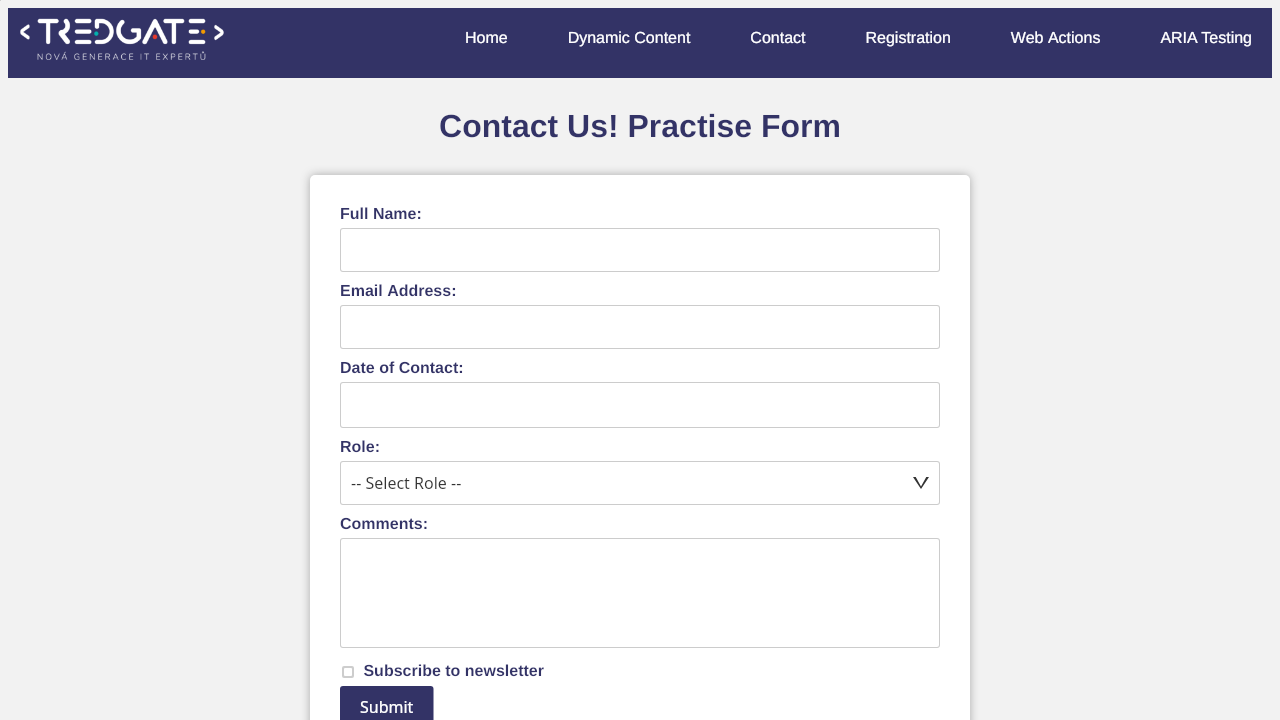 TREDGATE
NOVÁ GENERACE IT EXPERTŮ
Home
Dynamic Content
Contact
Registration
Web Actions
ARIA Testing
Contact Us! Practise Form
Full Name:
Email Address:
Date of Contact:
Role:
-- Select Role --
Comments:
Subscribe to newsletter
Submit